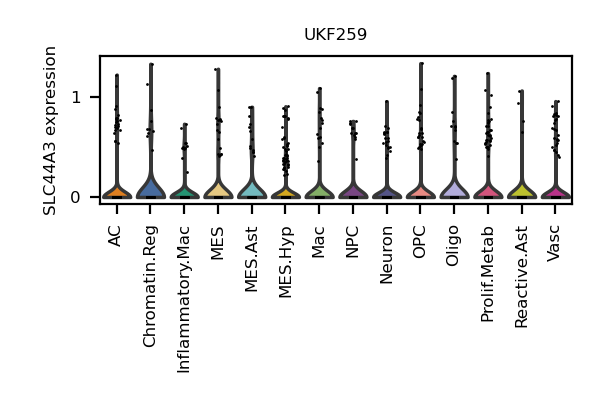 UKF259
SLC44A3 expression
1
0
AC
Chromatin.Reg
Inflammatory.Mac
MES
MES.Ast
MES.Hyp
Mac
NPC
Neuron
OPC
Oligo
Prolif.Metab
Reactive.Ast
Vasc